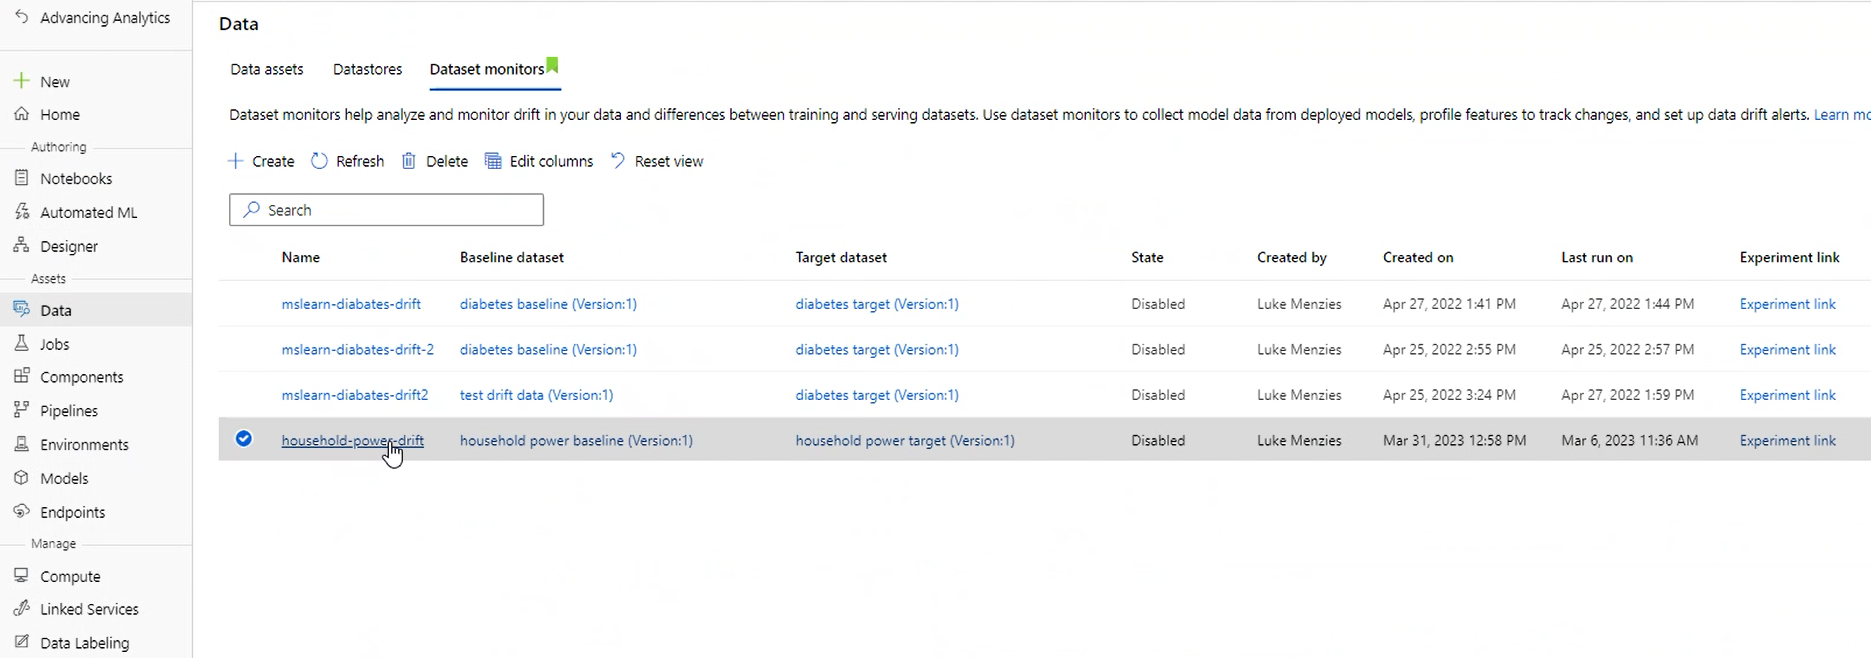 Advancing Analytics
New
Home
Authoring
Notebooks
Automated ML
Designer
Assets
Data
Jobs
Components
Pipelines
Environments
Models
Endpoints
Manage
Compute
Linked Services
Data Labeling
Data
Data assets Datastores Dataset monitors
Dataset monitors help analyze and monitor drift in your data and differences between training and serving datasets. Use dataset monitors to collect model data from deployed models, profile features to track changes, and set up data drift alerts. Learn mo
Create Refresh Delete Edit columns Reset view
Search
Name Baseline dataset Target dataset State Created by Created on Last run on Experiment link
mslearn-diabates-drift diabetes baseline (Version:1) diabetes target (Version:1) Disabled Luke Menzies Apr 27, 2022 1:41 PM Apr 27, 2022 1:44 PM Experiment link
mslearn-diabates-drift-2 diabetes baseline (Version:1) diabetes target (Version:1) Disabled Luke Menzies Apr 25, 2022 2:55 PM Apr 25, 2022 2:57 PM Experiment link
mslearn-diabates-drift2 test drift data (Version:1) diabetes target (Version:1) Disabled Luke Menzies Apr 25, 2022 3:24 PM Apr 27, 2022 1:59 PM Experiment link
household-power-drift household power baseline (Version:1) household power target (Version:1) Disabled Luke Menzies Mar 31, 2023 12:58 PM Mar 6, 2023 11:36 AM Experiment link